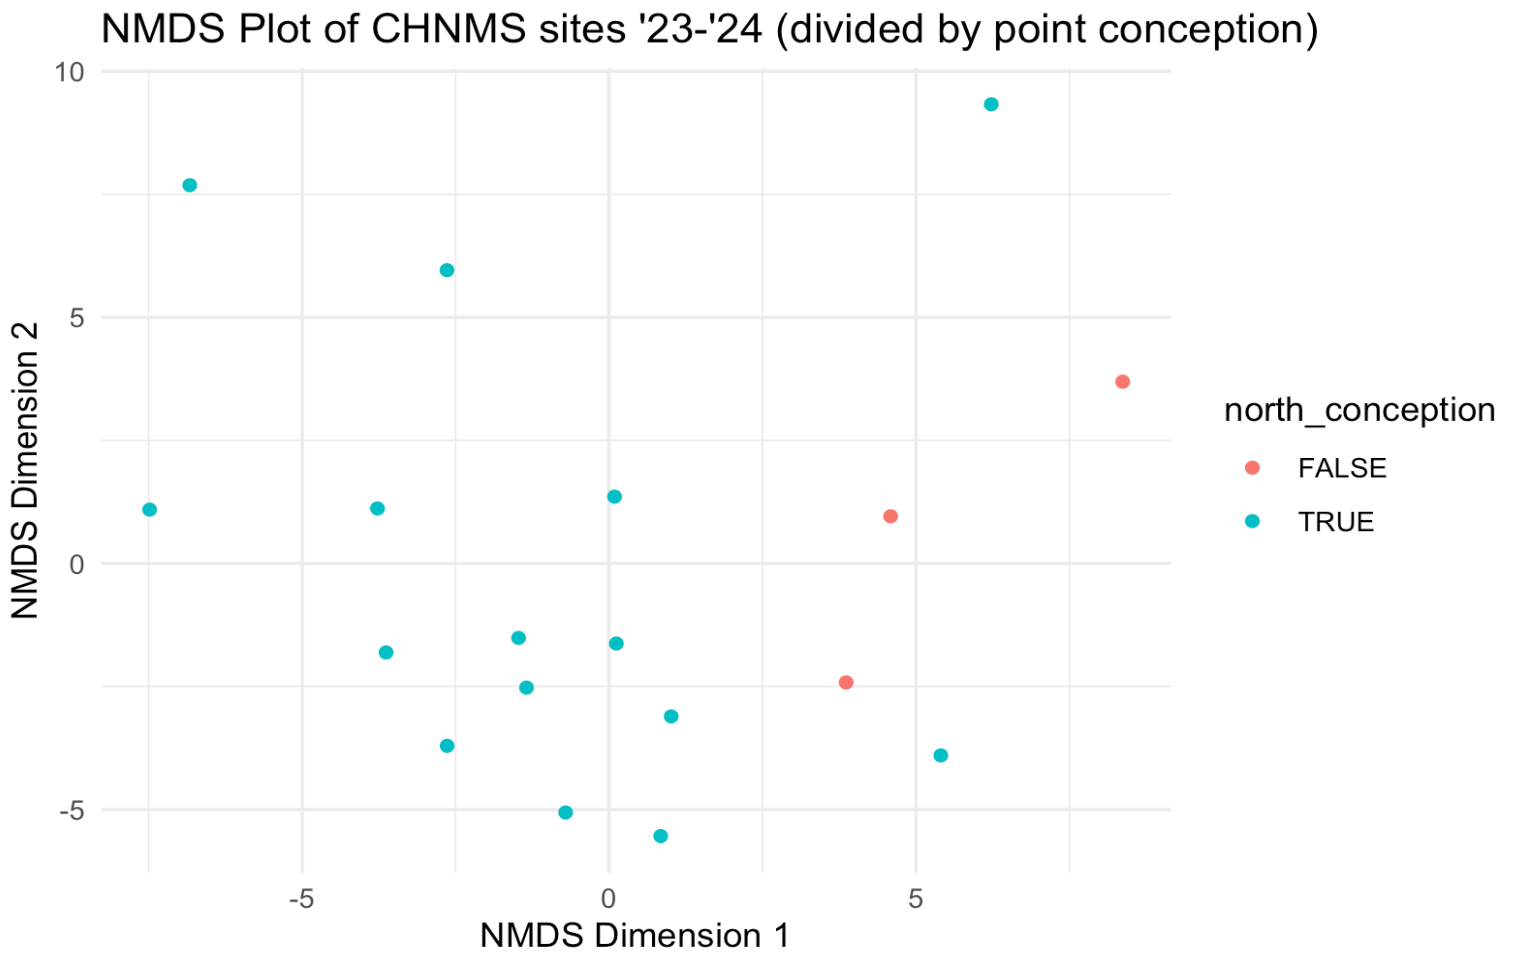 NMDS Plot of CHNMS sites '23-'24 (divided by point conception)
10
5
0
-5
NMDS Dimension 2
-5 0 5
NMDS Dimension 1
north_conception
FALSE
TRUE